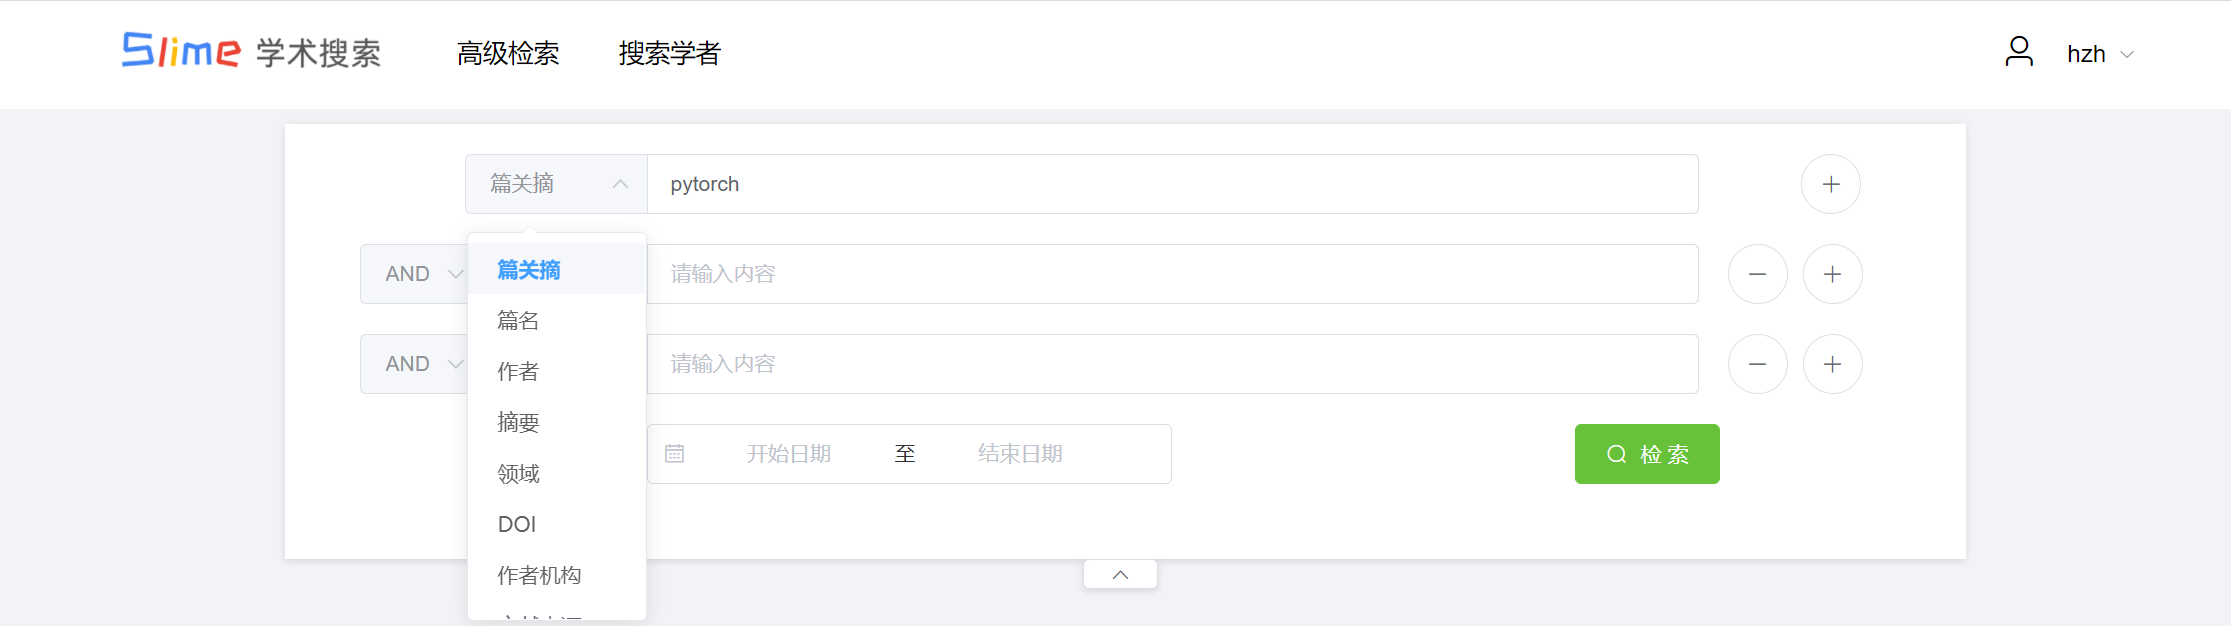 Slime 学术搜索 高级检索 搜索学者 hzh
篇关摘 pytorch
AND 请输入内容
AND 请输入内容
开始日期 至 结束日期 检索
篇关摘
篇名
作者
摘要
领域
DOI
作者机构